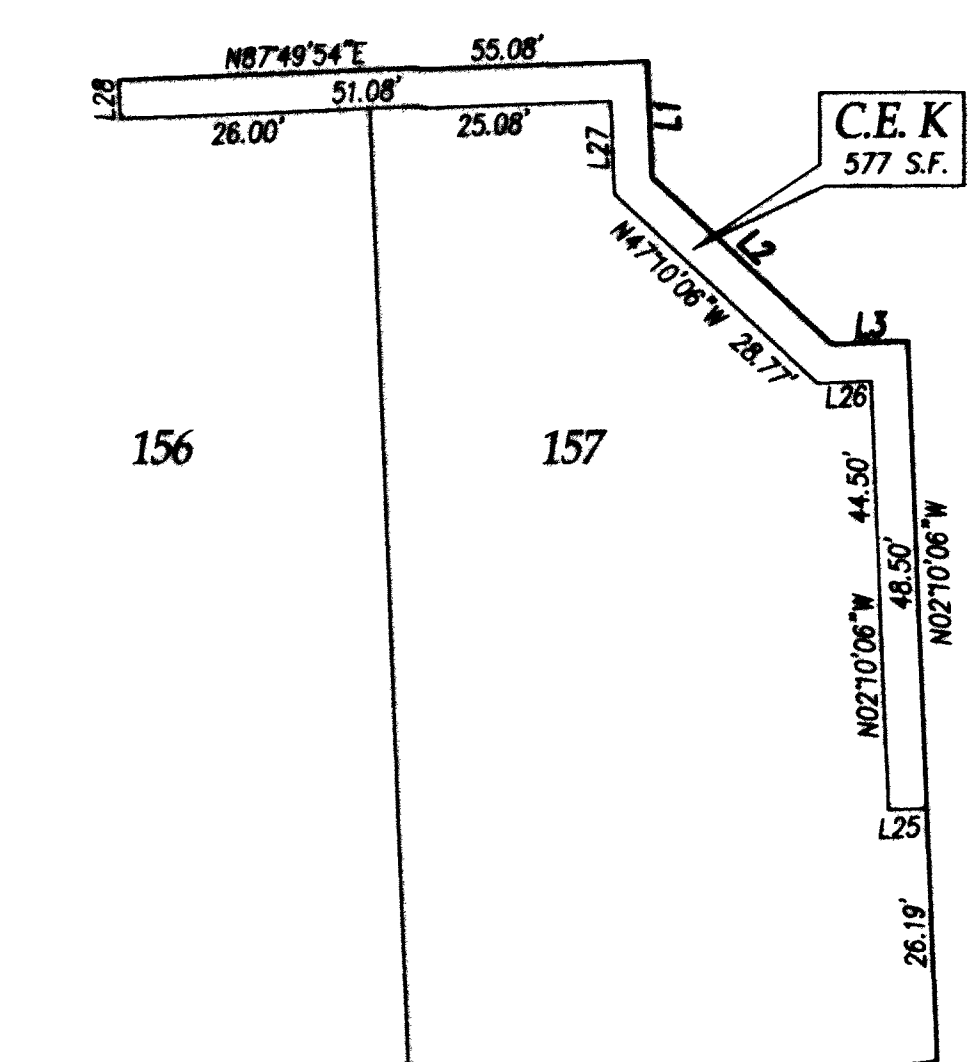 N87°49'54"E
55.08'
L28
51.08'
26.00'
25.08'
L27
L1
C.E. K
577 S.F.
L2
N47°10'06"W 28.77'
L3
L26
156
157
44.50'
48.50'
N02°10'06"W
N02°10'06"W
L25
26.19'